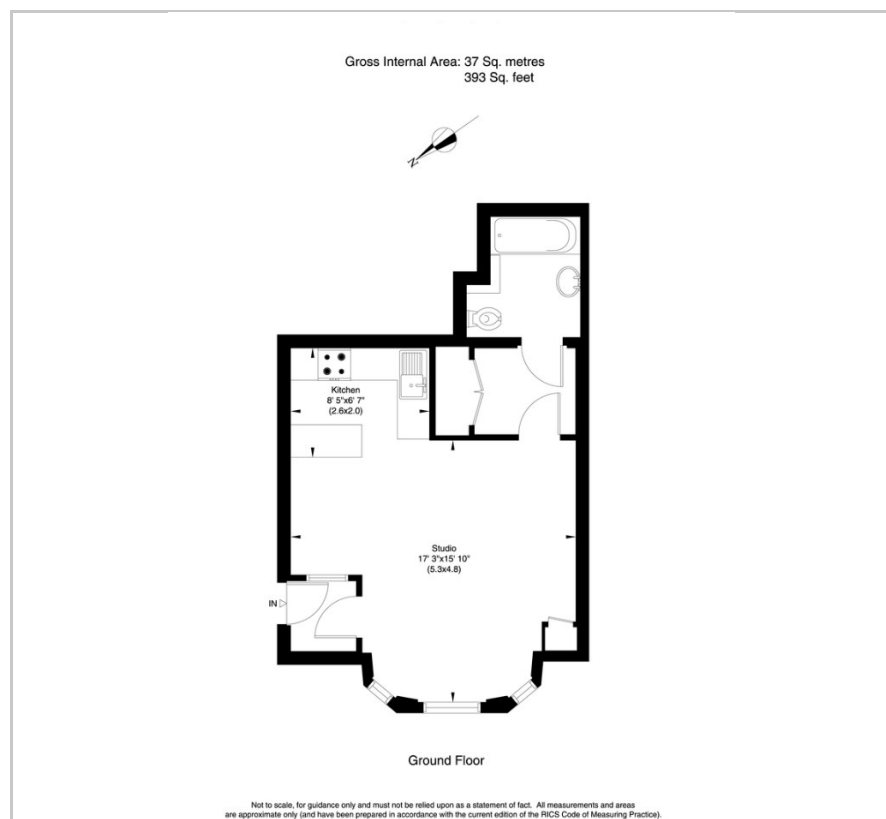 Gross Internal Area: 37 Sq. metres
393 Sq. feet
N
Kitchen
8' 5"x6' 7"
(2.6x2.0)
Studio
17' 3"x15' 10"
(5.3x4.8)
IN
Ground Floor
Not to scale, for guidance only and must not be relied upon as a statement of fact. All measurements and areas
are approximate only (and have been prepared in accordance with the current edition of the RICS Code of Measuring Practice).